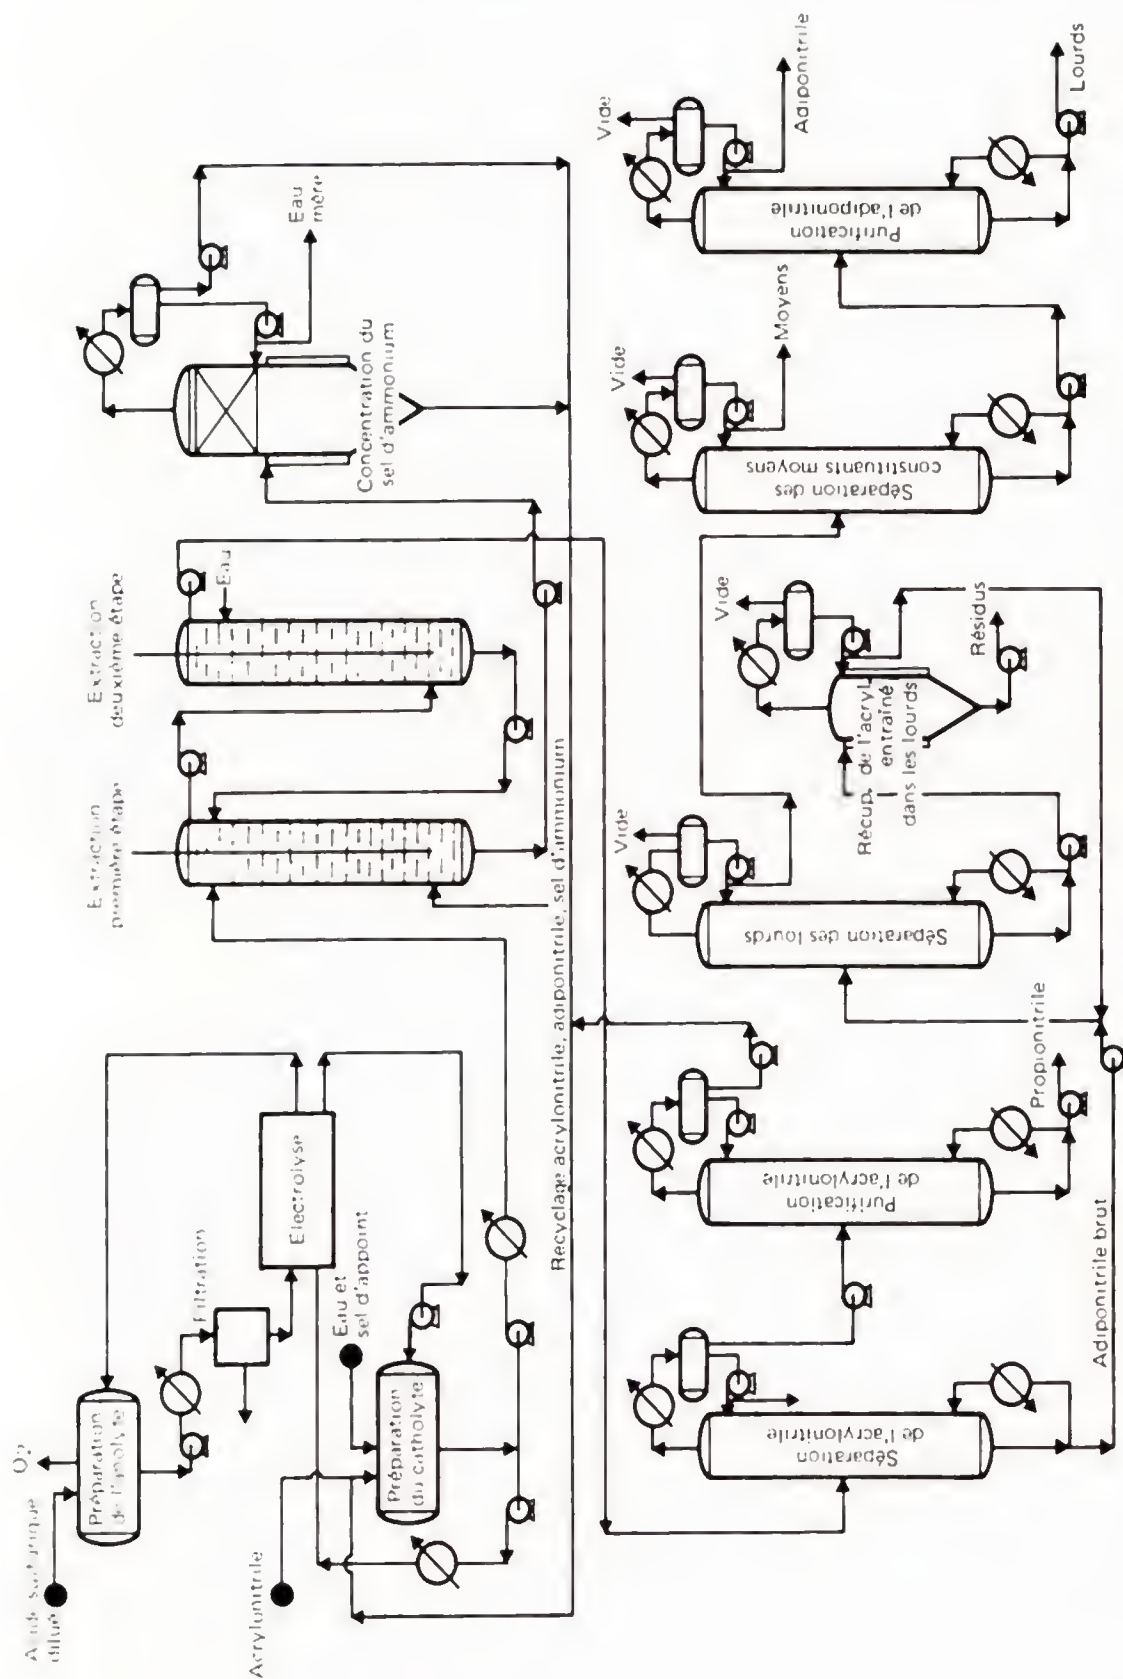 Acide sulfurique
dilué
O₂
Préparation
de l'anolyte
Filtration
Electrolyse
Acrylonitrile
Eau et
sel d'appoint
Préparation
du catholyte
Extraction
première étape
Extraction
deuxième étape
Eau
Concentration du
sel d'ammonium
Eau
mère
Recyclage acrylonitrile, adiponitrile, sel d'ammonium
Séparation
de l'acrylonitrile
Adiponitrile brut
Purification
de l'acrylonitrile
Propionitrile
Séparation des lourds
Vide
Récup. de l'acryl.
entraîné
dans les lourds
Vide
Résidus
Séparation des
constituants moyens
Vide
Moyens
Purification
de l'adiponitrile
Vide
Adiponitrile
Lourds